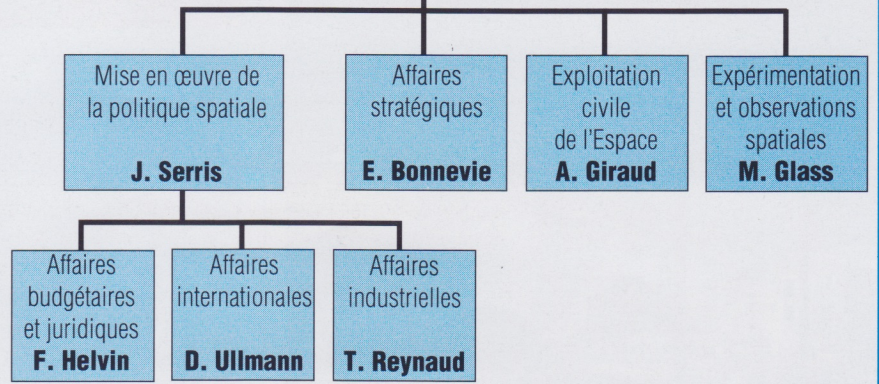 Mise en œuvre de
la politique spatiale
J. Serris
Affaires
stratégiques
E. Bonnevie
Exploitation
civile
de l'Espace
A. Giraud
Expérimentation
et observations
spatiales
M. Glass
Affaires
budgétaires
et juridiques
F. Helvin
Affaires
internationales
D. Ullmann
Affaires
industrielles
T. Reynaud